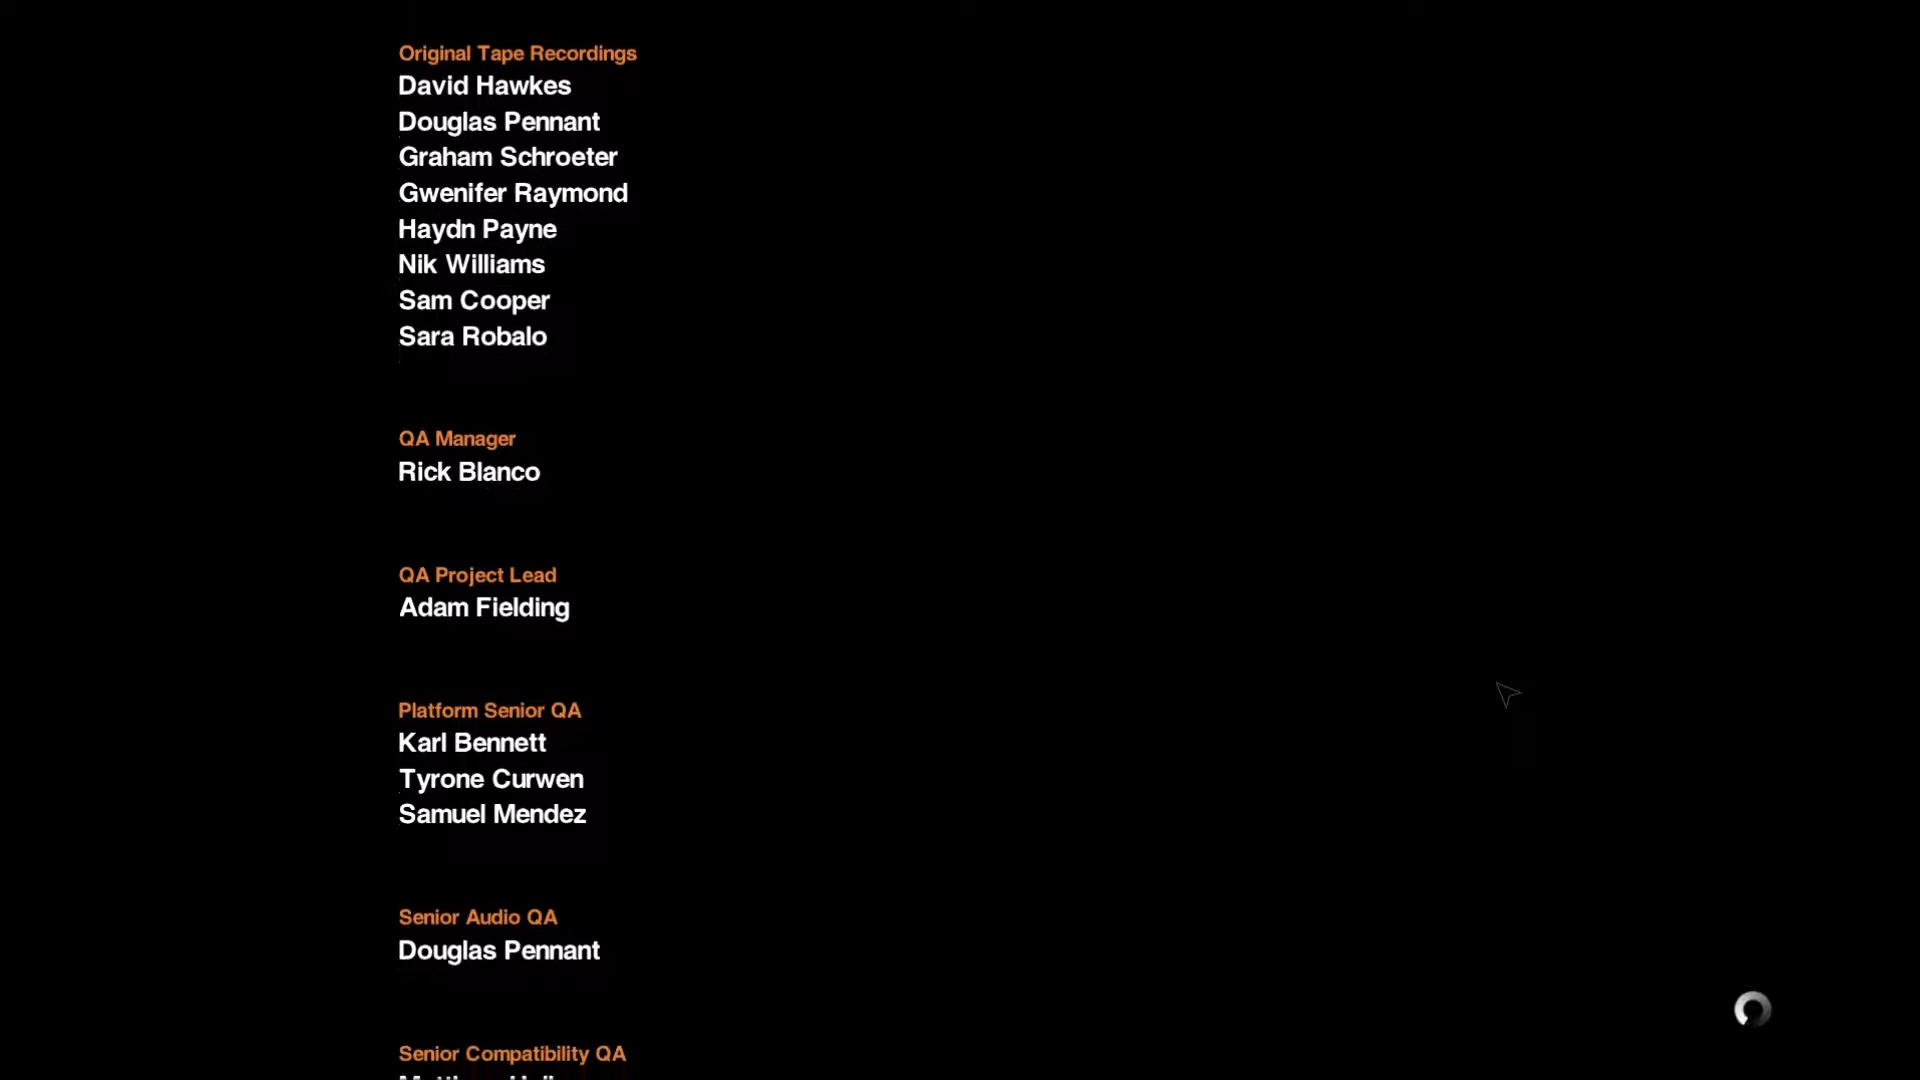 Original Tape Recordings
David Hawkes
Douglas Pennant
Graham Schroeter
Gwenifer Raymond
Haydn Payne
Nik Williams
Sam Cooper
Sara Robalo
QA Manager
Rick Blanco
QA Project Lead
Adam Fielding
Platform Senior QA
Karl Bennett
Tyrone Curwen
Samuel Mendez
Senior Audio QA
Douglas Pennant
Senior Compatibility QA